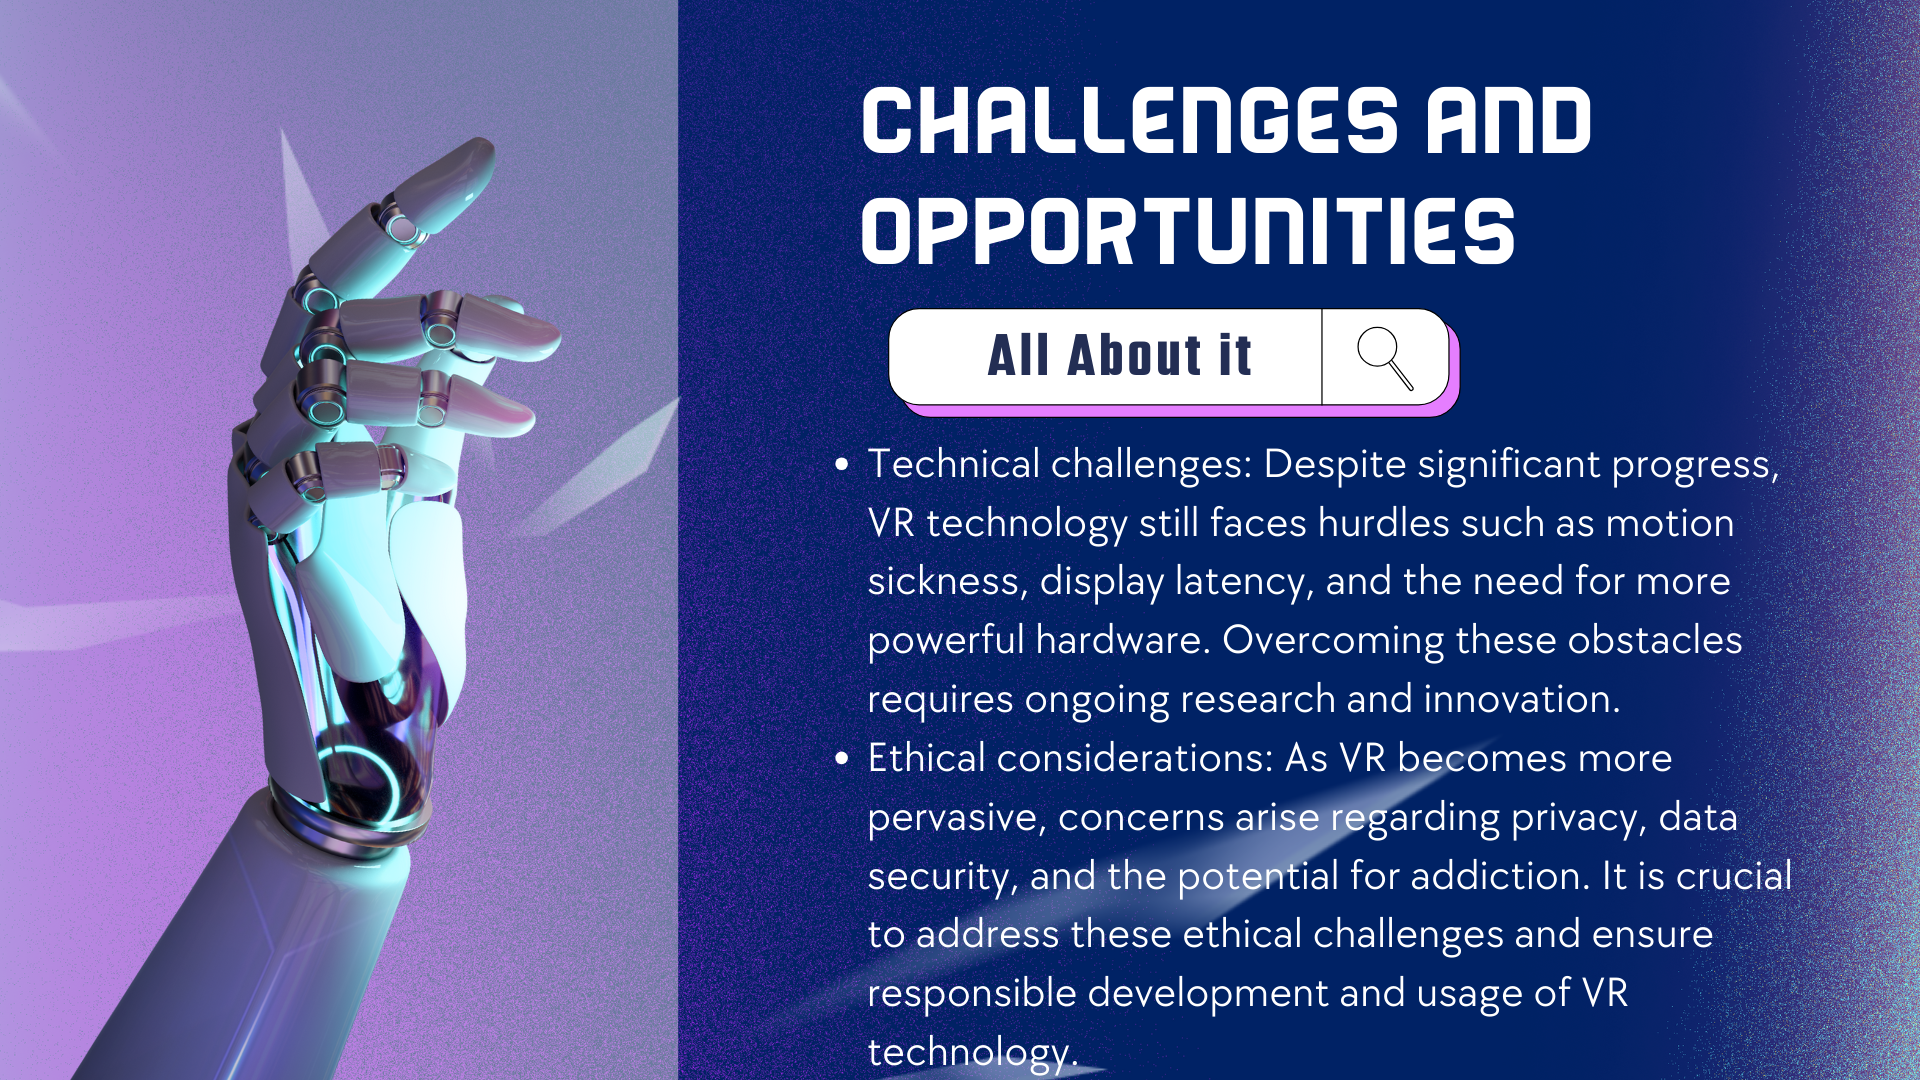 CHALLENGES AND
OPPORTUNITIES
All About it
• Technical challenges: Despite significant progress,
VR technology still faces hurdles such as motion
sickness, display latency, and the need for more
powerful hardware. Overcoming these obstacles
requires ongoing research and innovation.
• Ethical considerations: As VR becomes more
pervasive, concerns arise regarding privacy, data
security, and the potential for addiction. It is crucial
to address these ethical challenges and ensure
responsible development and usage of VR
technology.